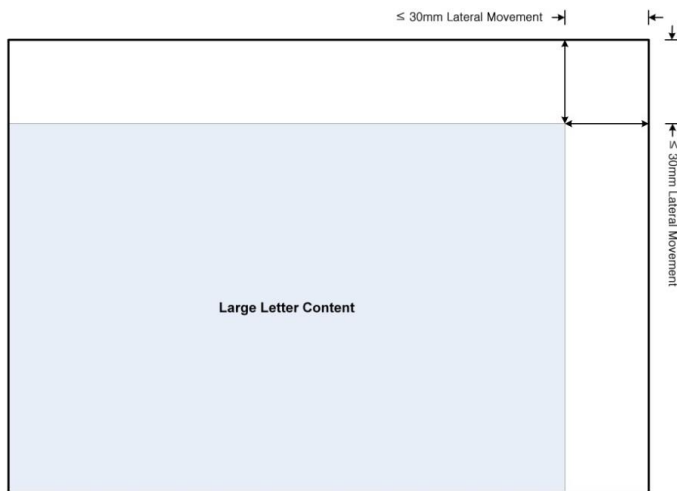 ≤ 30mm Lateral Movement
≤ 30mm Lateral Movement
Large Letter Content